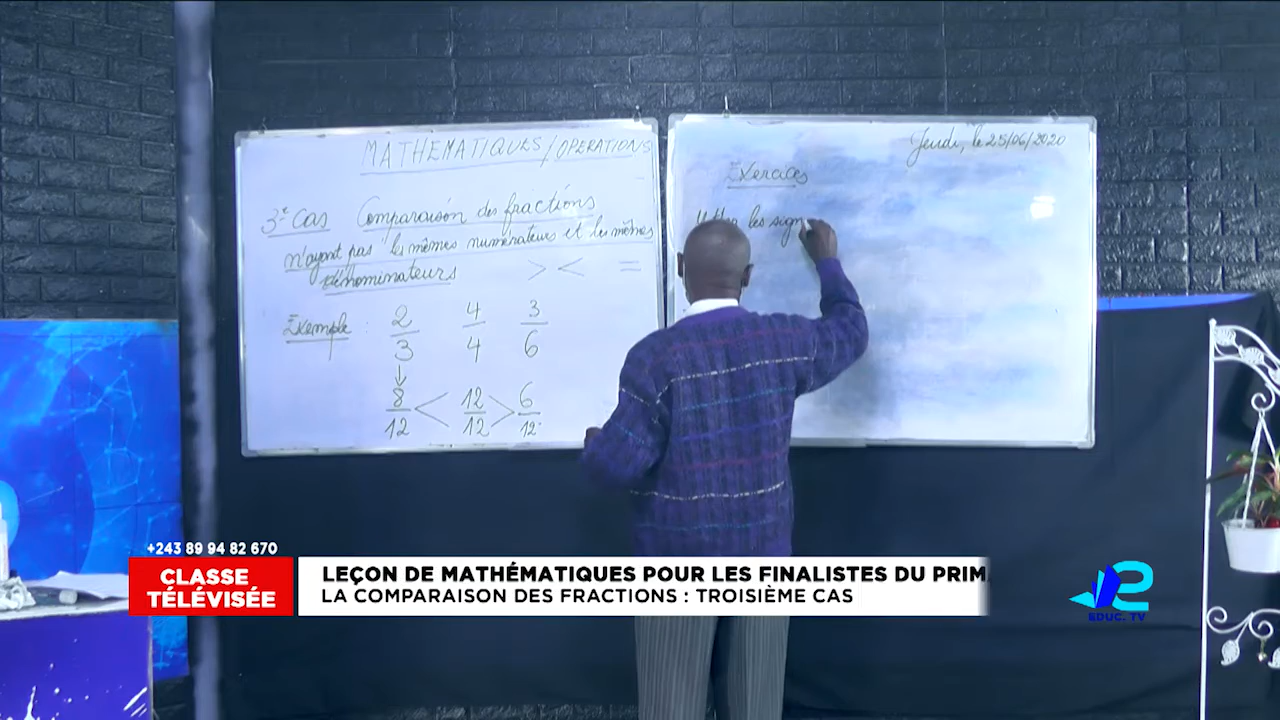 MATHEMATIQUES/OPERATIONS
3e Cas Comparaison des fractions
n'ayant pas les mêmes numérateurs et les mêmes
dénominateurs
> < =
Exemple : 2/3 4/4 3/6
↓
8/12 < 12/12 > 6/12
Jeudi, le 25/06/2020
Exercices
les sign
+243 89 94 82 670
CLASSE
TÉLÉVISÉE
LEÇON DE MATHÉMATIQUES POUR LES FINALISTES DU PRIM
LA COMPARAISON DES FRACTIONS : TROISIÈME CAS
EDUC. TV